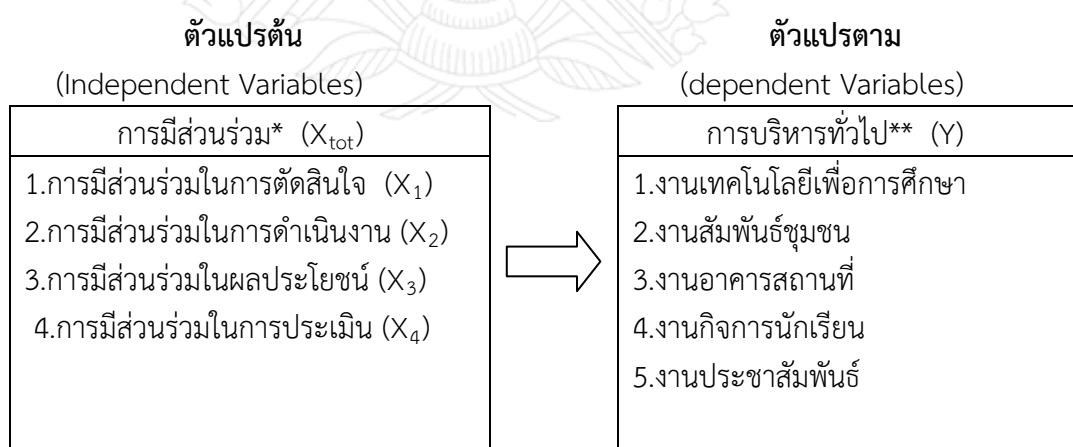 ตัวแปรต้น
(Independent Variables)
การมีส่วนร่วม* (Xtot)
1.การมีส่วนร่วมในการตัดสินใจ (X1)
2.การมีส่วนร่วมในการดำเนินงาน (X2)
3.การมีส่วนร่วมในผลประโยชน์ (X3)
4.การมีส่วนร่วมในการประเมิน (X4)
ตัวแปรตาม
(dependent Variables)
การบริหารทั่วไป** (Y)
1.งานเทคโนโลยีเพื่อการศึกษา
2.งานสัมพันธ์ชุมชน
3.งานอาคารสถานที่
4.งานกิจการนักเรียน
5.งานประชาสัมพันธ์